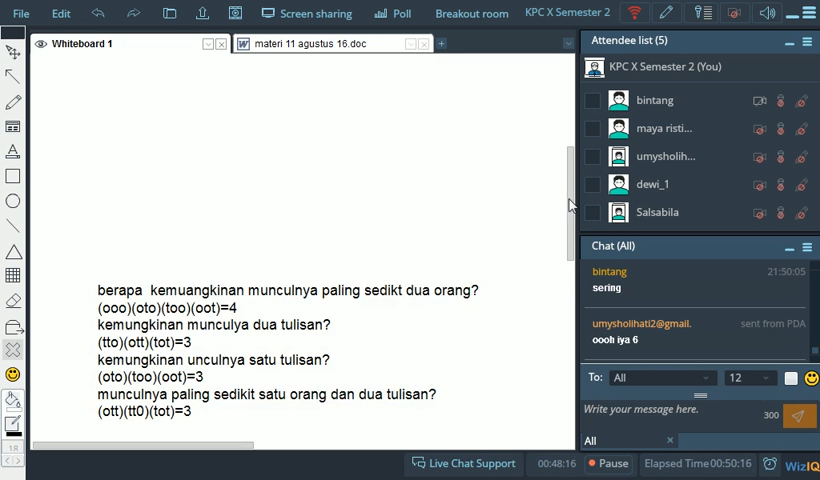 File Edit Screen sharing Poll Breakout room KPC X Semester 2
Whiteboard 1 materi 11 agustus 16.doc
Attendee list (5)
KPC X Semester 2 (You)
bintang
maya risti...
umysholih...
dewi_1
Salsabila
berapa kemuangkinan munculnya paling sedikt dua orang?
(ooo)(oto)(too)(oot)=4
kemungkinan munculya dua tulisan?
(tto)(ott)(tot)=3
kemungkinan unculnya satu tulisan?
(oto)(too)(oot)=3
munculnya paling sedikit satu orang dan dua tulisan?
(ott)(tt0)(tot)=3
18
Chat (All)
bintang 21:50:05
sering
umysholihati2@gmail. sent from PDA
oooh iya 6
To: All 12
Write your message here. 300
All
Live Chat Support 00:48:16 Pause Elapsed Time 00:50:16 WizIQ